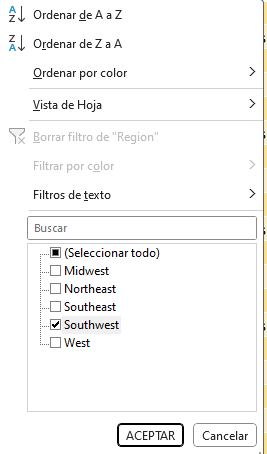 Ordenar de A a Z
Ordenar de Z a A
Ordenar por color
Vista de Hoja
Borrar filtro de "Region"
Filtrar por color
Filtros de texto
Buscar
(Seleccionar todo)
Midwest
Northeast
Southeast
Southwest
West
ACEPTAR
Cancelar